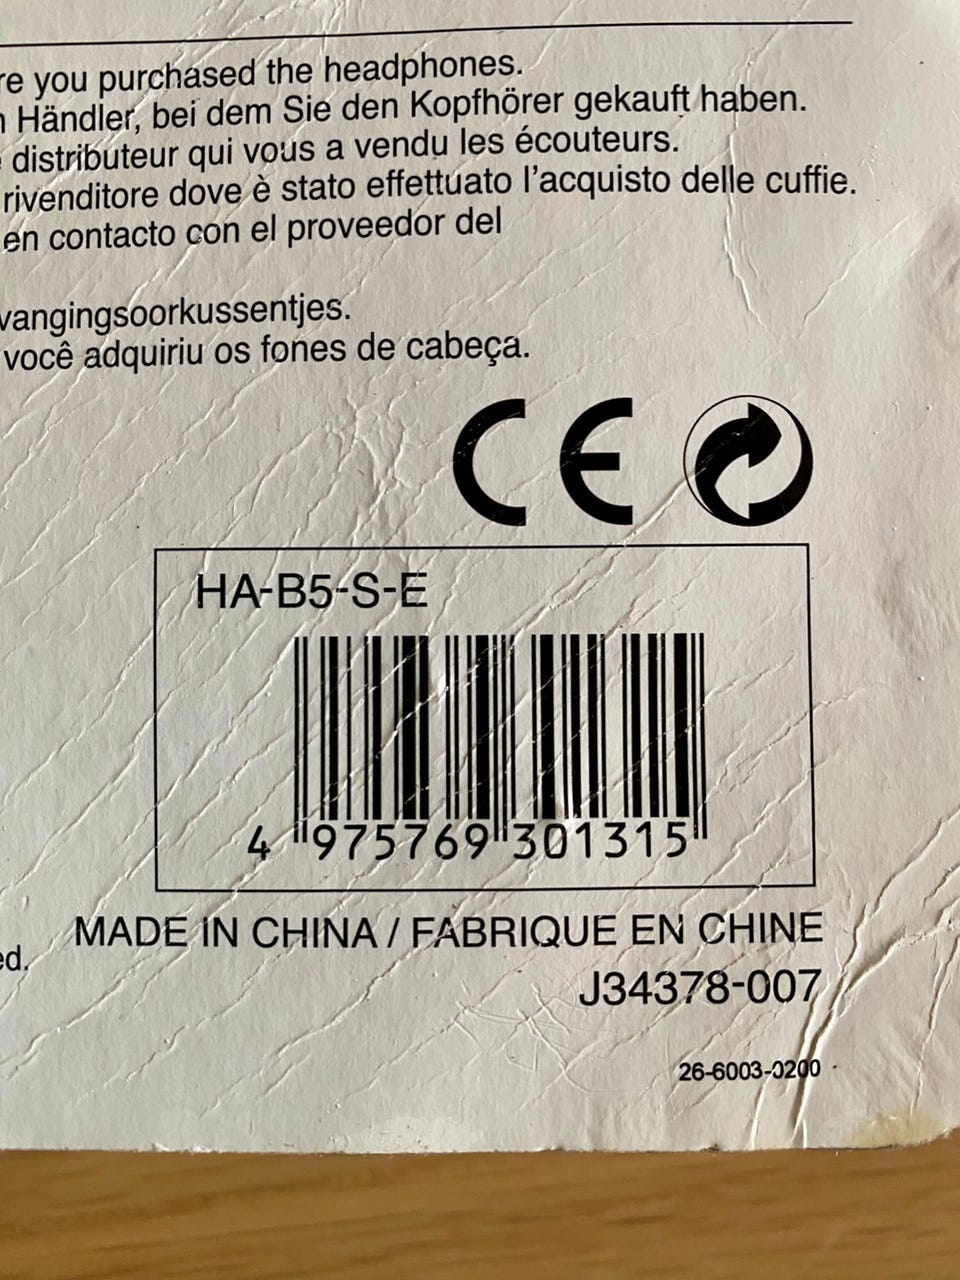 re you purchased the headphones.
n Händler, bei dem Sie den Kopfhörer gekauft haben.
distributeur qui vous a vendu les écouteurs.
rivenditore dove è stato effettuato l'acquisto delle cuffie.
en contacto con el proveedor del
vangingsoorkussentjes.
você adquiriu os fones de cabeça.
CE
HA-B5-S-E
4 975769 301315
ed.
MADE IN CHINA / FABRIQUE EN CHINE
J34378-007
26-6003-0200